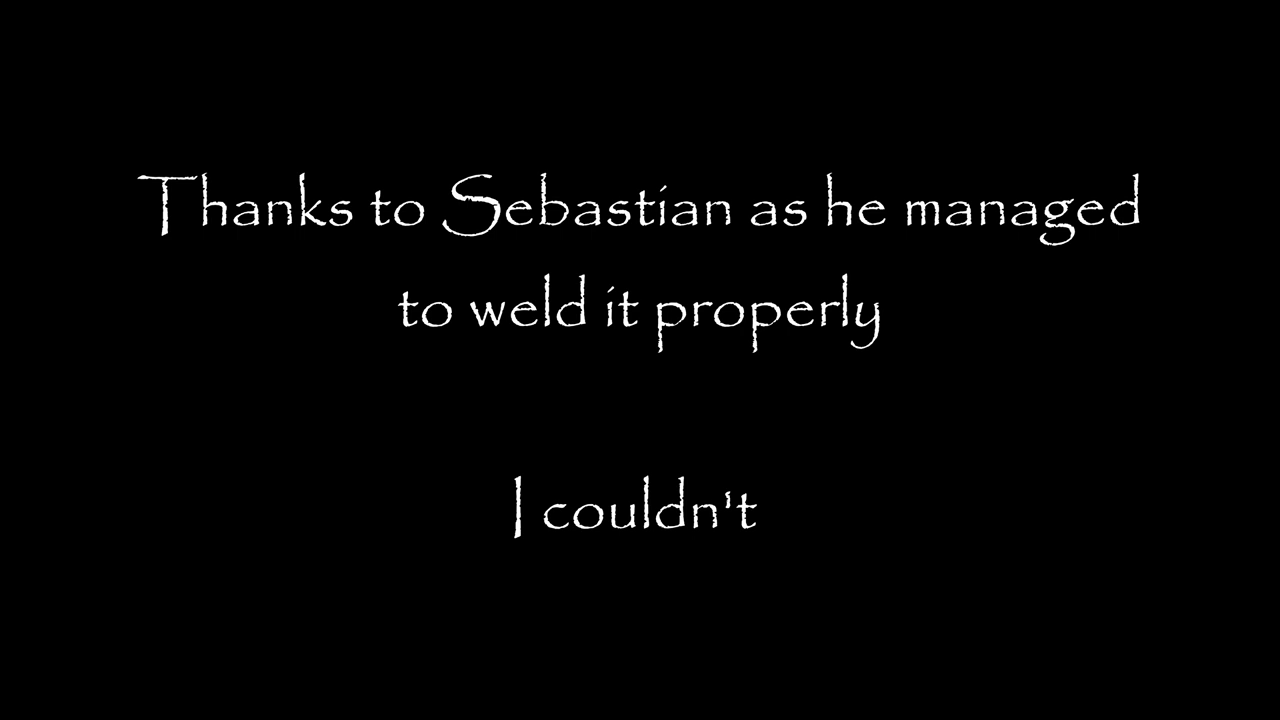 Thanks to Sebastian as he managed
to weld it properly
I couldn't